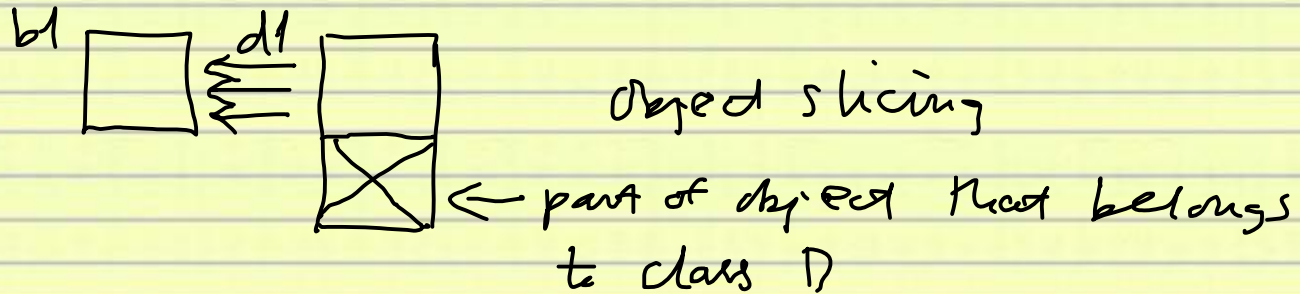 b1 d1
object slicing
← part of object that belongs
to class D